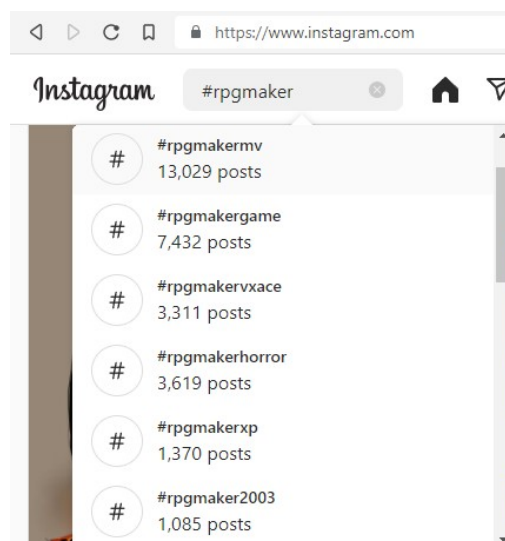 https://www.instagram.com
Instagram
#rpgmaker
#
#rpgmakermv
13,029 posts
#
#rpgmakergame
7,432 posts
#
#rpgmakervxace
3,311 posts
#
#rpgmakerhorror
3,619 posts
#
#rpgmakerxp
1,370 posts
#
#rpgmaker2003
1,085 posts